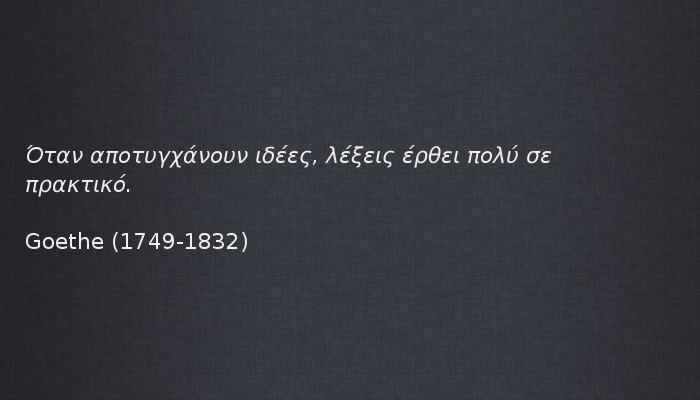 Όταν αποτυγχάνουν ιδέες, λέξεις έρθει πολύ σε
πρακτικό.
Goethe (1749-1832)